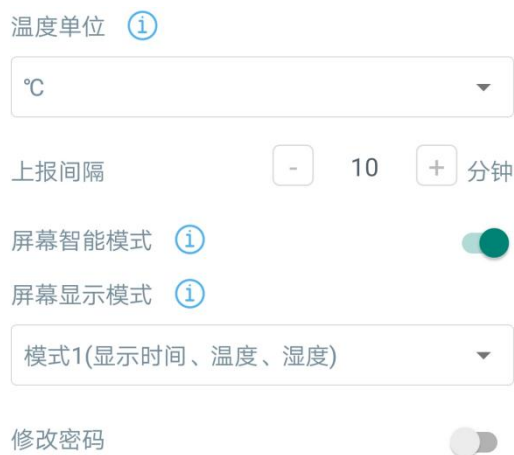 温度单位 i
℃
上报间隔 - 10 + 分钟
屏幕智能模式 i
屏幕显示模式 i
模式1(显示时间、温度、湿度)
修改密码